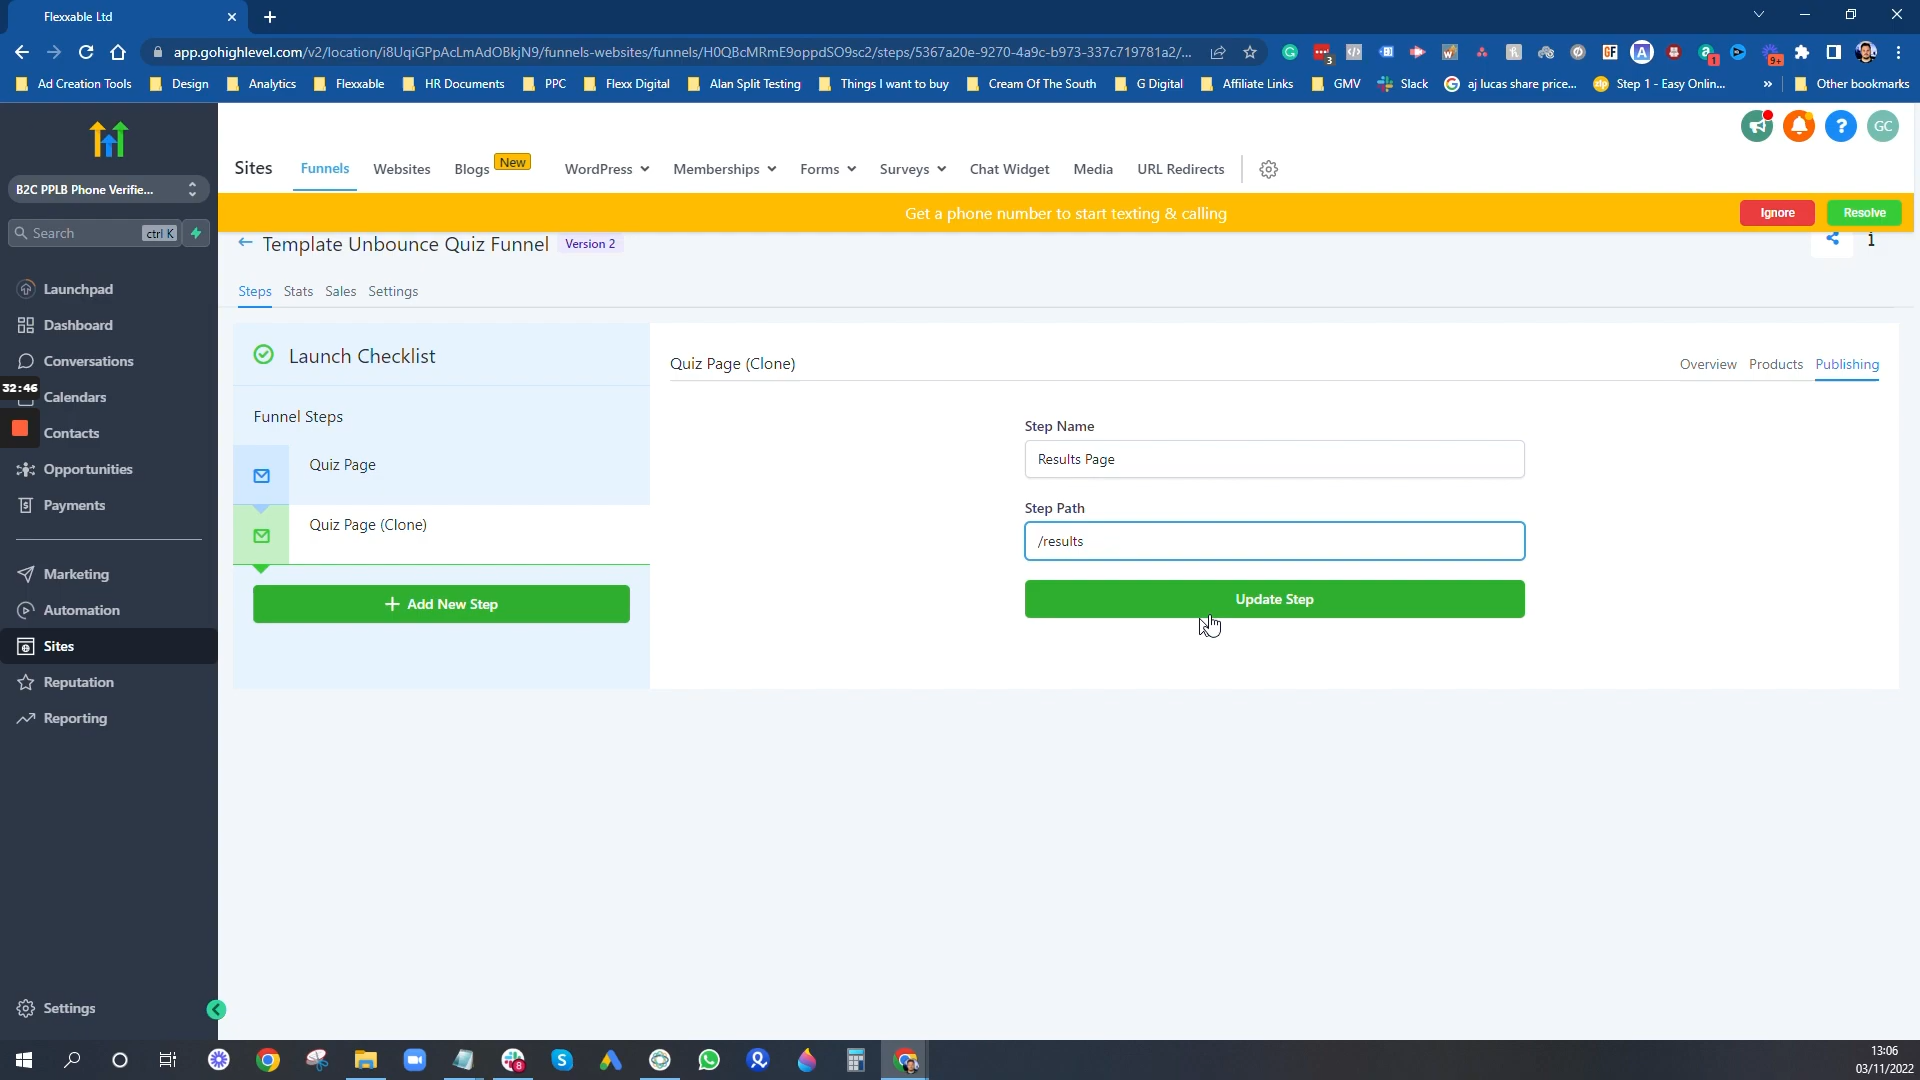 Flexxable Ltd
app.gohighlevel.com/v2/location/i8UqiGPpAcLmAdOBkjN9/funnels-websites/funnels/H0QBcMRmE9oppdSO9sc2/steps/5367a20e-9270-4a9c-b973-337c719781a2/...
Ad Creation Tools
Design
Analytics
Flexxable
HR Documents
PPC
Flexx Digital
Alan Split Testing
Things I want to buy
Cream Of The South
G Digital
Affiliate Links
GMV
Slack
aj lucas share price...
Step 1 - Easy Onlin...
»
Other bookmarks
GC
Sites
Funnels
Websites
Blogs
New
WordPress
Memberships
Forms
Surveys
Chat Widget
Media
URL Redirects
B2C PPLB Phone Verifie...
Get a phone number to start texting & calling
Ignore
Resolve
Search
ctrl K
Template Unbounce Quiz Funnel
Version 2
Steps
Stats
Sales
Settings
Launchpad
Dashboard
Conversations
32:46
Calendars
Contacts
Opportunities
Payments
Marketing
Automation
Sites
Reputation
Reporting
Settings
Launch Checklist
Funnel Steps
Quiz Page
Quiz Page (Clone)
+ Add New Step
Quiz Page (Clone)
Overview
Products
Publishing
Step Name
Results Page
Step Path
/results
Update Step
13:06
03/11/2022